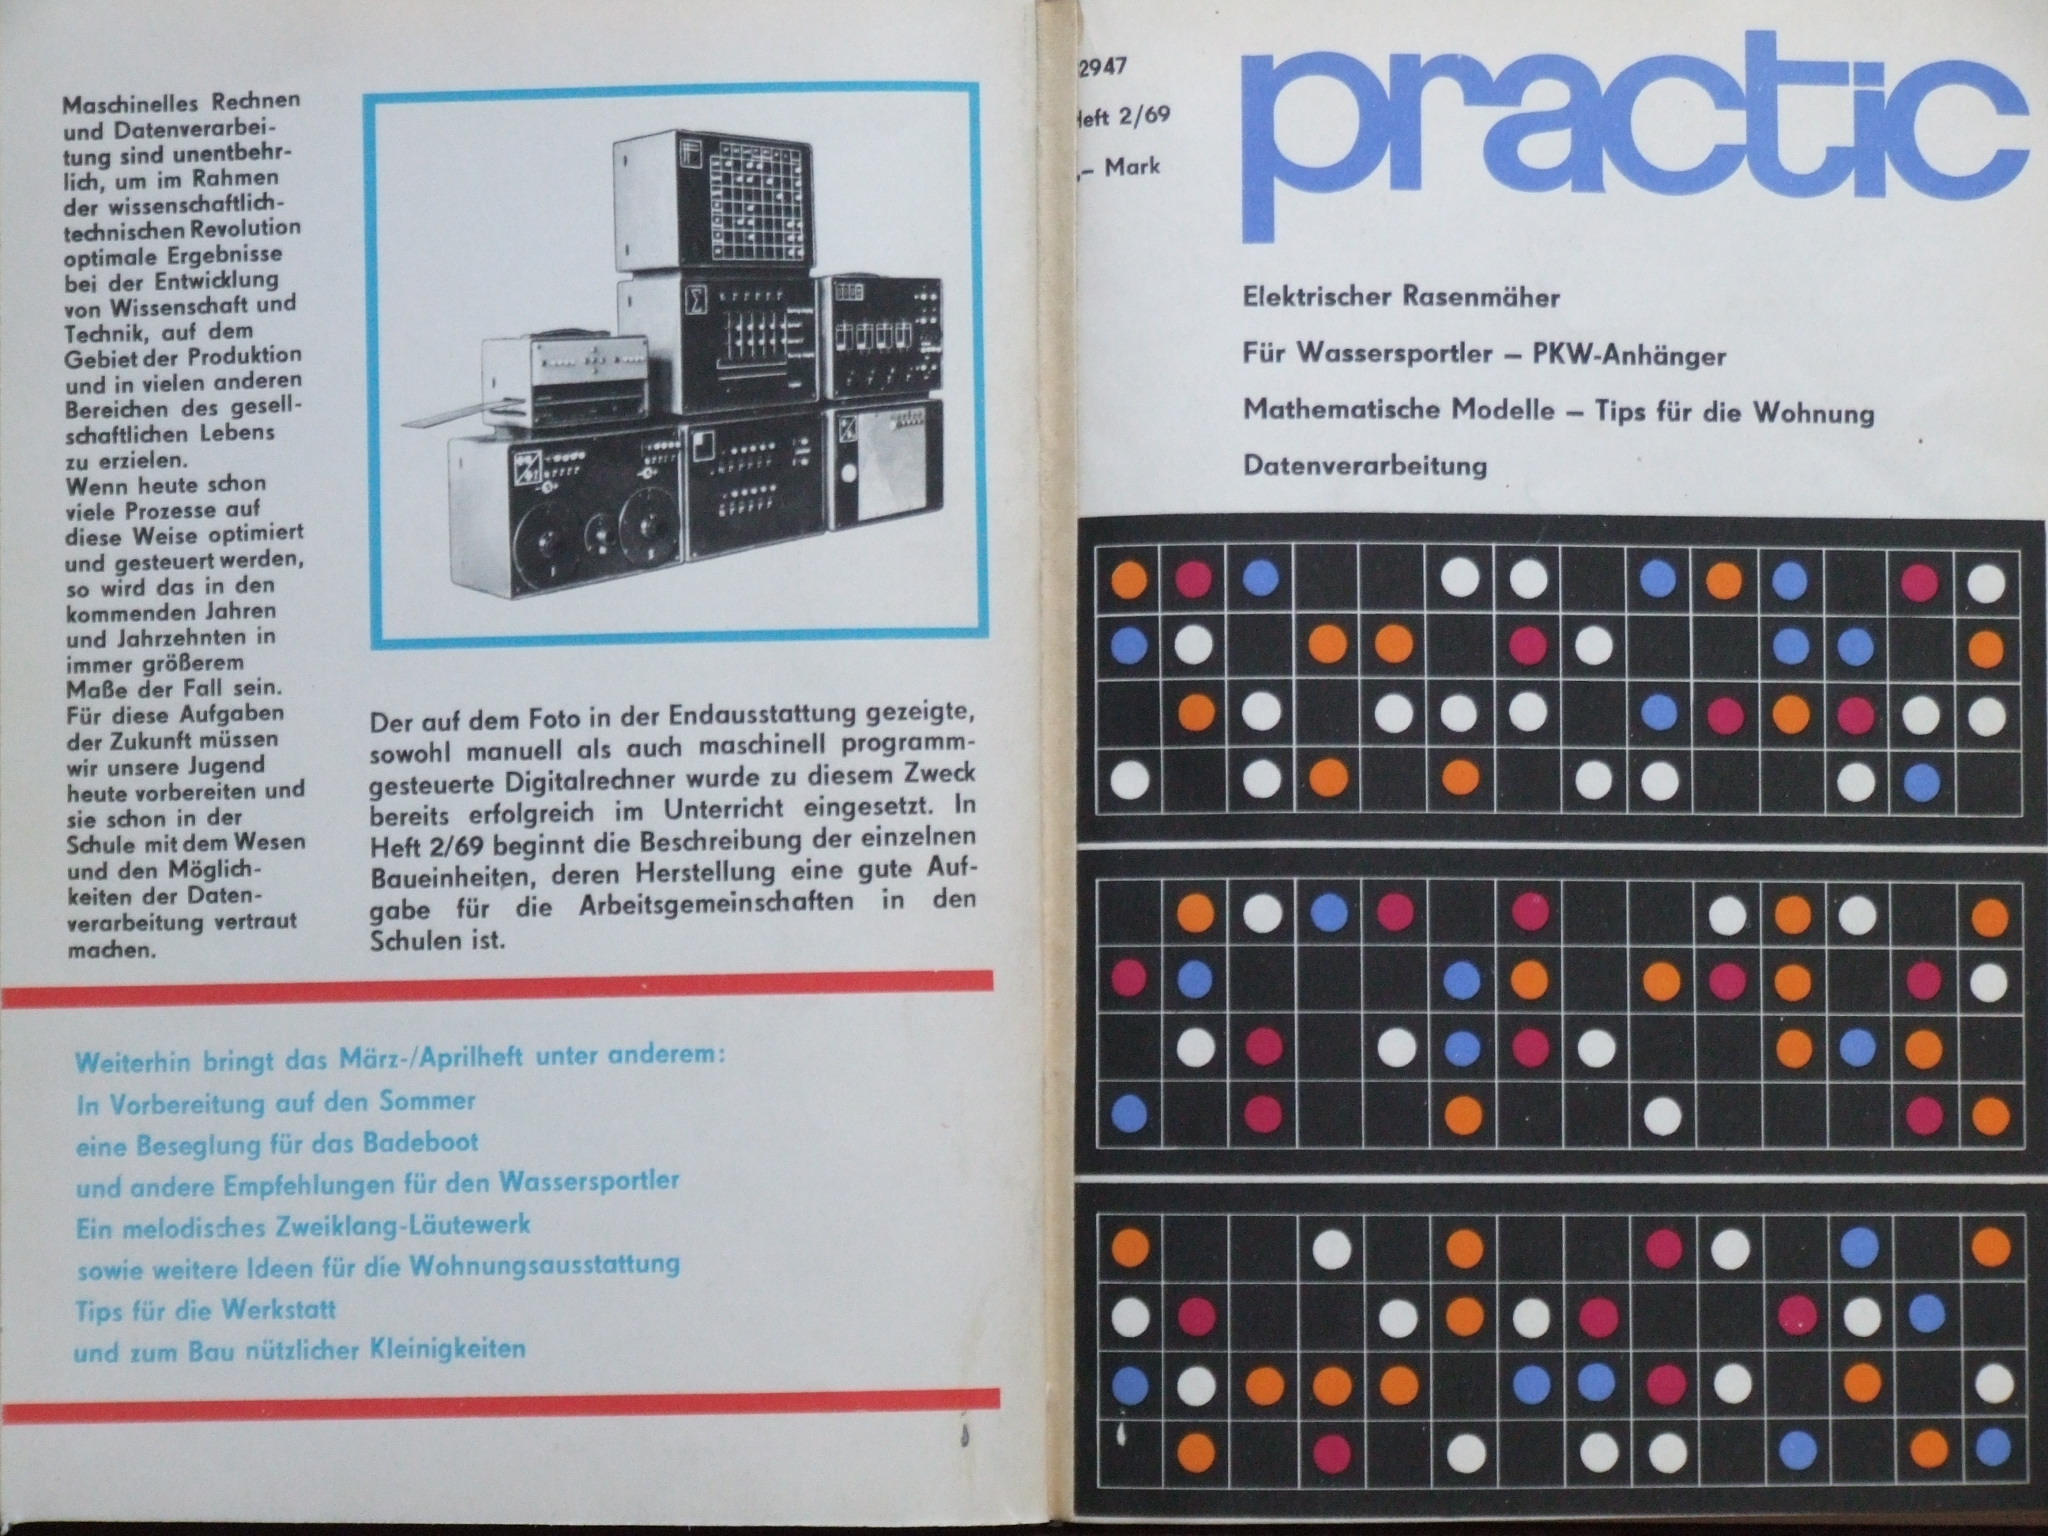 Maschinelles Rechnen
und Datenverarbei-
tung sind unentbehr-
lich, um im Rahmen
der wissenschaftlich-
technischen Revolution
optimale Ergebnisse
bei der Entwicklung
von Wissenschaft und
Technik, auf dem
Gebiet der Produktion
und in vielen anderen
Bereichen des gesell-
schaftlichen Lebens
zu erzielen.
Wenn heute schon
viele Prozesse auf
diese Weise optimiert
und gesteuert werden,
so wird das in den
kommenden Jahren
und Jahrzehnten in
immer größerem
Maße der Fall sein.
Für diese Aufgaben
der Zukunft müssen
wir unsere Jugend
heute vorbereiten und
sie schon in der
Schule mit dem Wesen
und den Möglich-
keiten der Daten-
verarbeitung vertraut
machen.
Der auf dem Foto in der Endausstattung gezeigte,
sowohl manuell als auch maschinell programm-
gesteuerte Digitalrechner wurde zu diesem Zweck
bereits erfolgreich im Unterricht eingesetzt. In
Heft 2/69 beginnt die Beschreibung der einzelnen
Baueinheiten, deren Herstellung eine gute Auf-
gabe für die Arbeitsgemeinschaften in den
Schulen ist.
Weiterhin bringt das März-/Aprilheft unter anderem:
In Vorbereitung auf den Sommer
eine Beseglung für das Badeboot
und andere Empfehlungen für den Wassersportler
Ein melodisches Zweiklang-Läutewerk
sowie weitere Ideen für die Wohnungsausstattung
Tips für die Werkstatt
und zum Bau nützlicher Kleinigkeiten
2947
Heft 2/69
,– Mark
practic
Elektrischer Rasenmäher
Für Wassersportler – PKW-Anhänger
Mathematische Modelle – Tips für die Wohnung
Datenverarbeitung